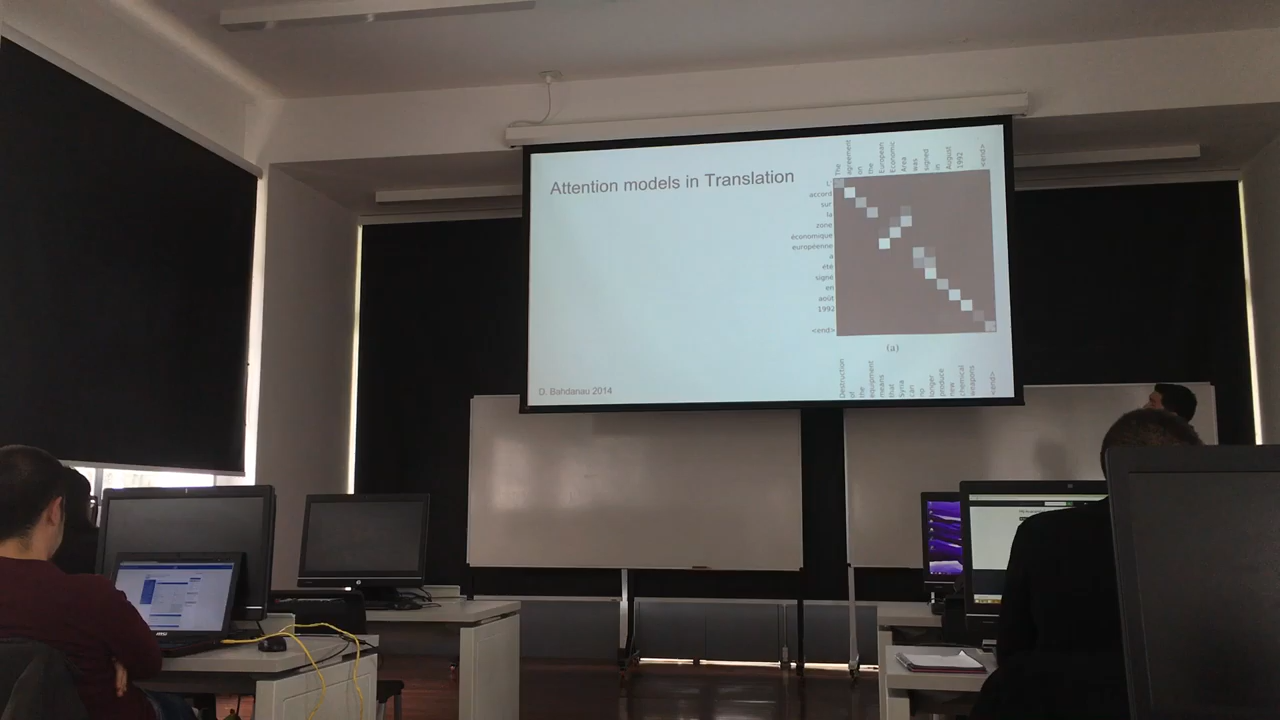 Attention models in Translation
The
agreement
on
the
European
Economic
Area
was
signed
in
August
1992
<end>
L'
accord
sur
la
zone
économique
européenne
a
été
signé
en
août
1992
<end>
(a)
Destruction
of
the
equipment
means
that
Syria
can
no
longer
produce
new
chemical
weapons
<end>
D. Bahdanau 2014